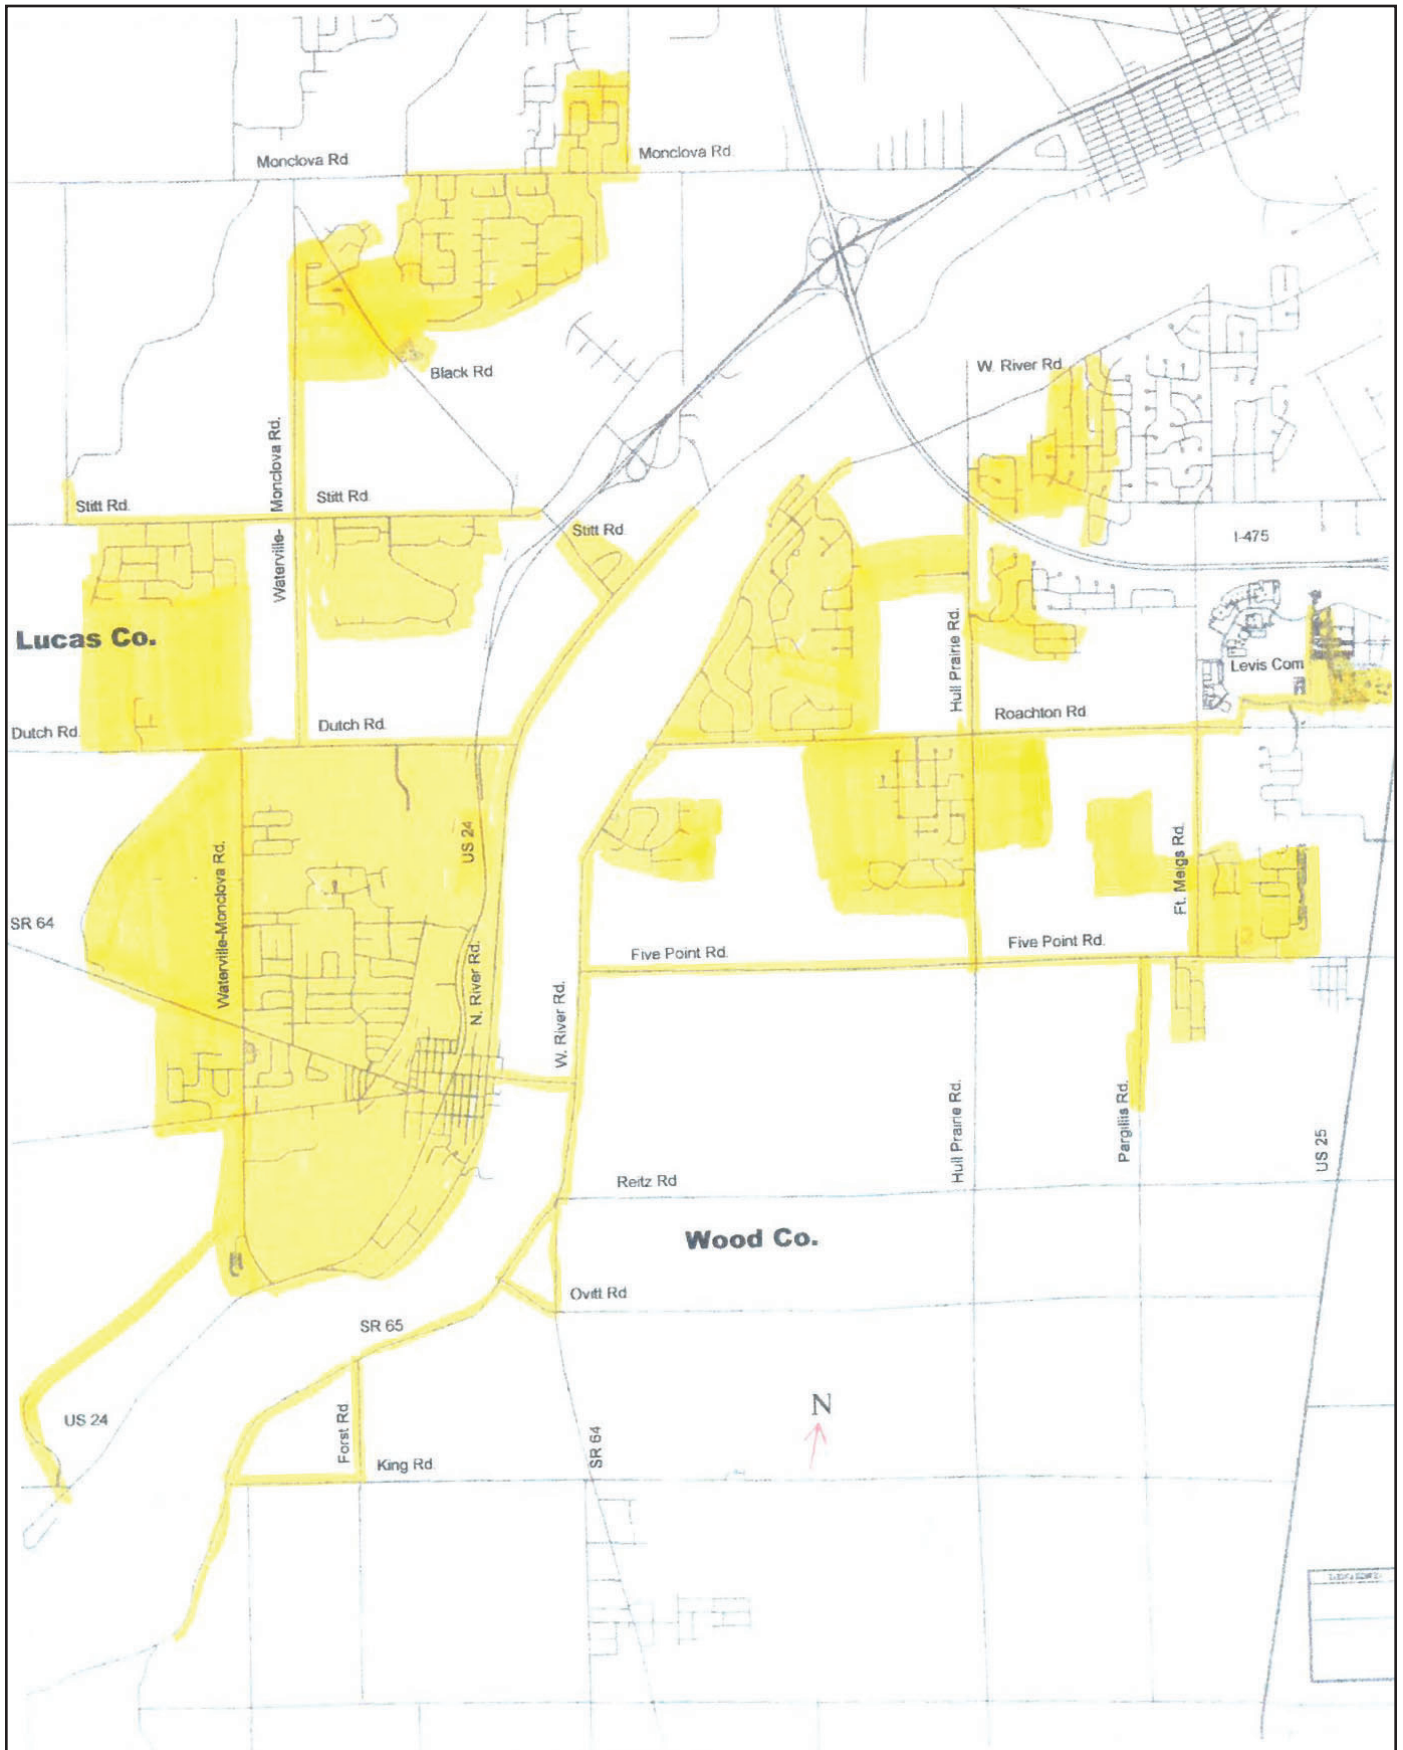 Monclova Rd
Monclova Rd.
Black Rd
W. River Rd.
Stitt Rd.
Waterville-
Monclova Rd.
Stitt Rd.
Stitt Rd.
I-475
Lucas Co.
Hull Prairie Rd.
Levis Com
Roachton Rd.
Dutch Rd.
Dutch Rd.
US 24
Waterville-Monclova Rd.
Ft. Meigs Rd.
SR 64
N. River Rd.
Five Point Rd.
Five Point Rd.
W. River Rd.
Hull Prairie Rd.
Pargillis Rd.
US 25
Reitz Rd
Wood Co.
Ovitt Rd
SR 65
US 24
Forst Rd
King Rd.
SR 64
N